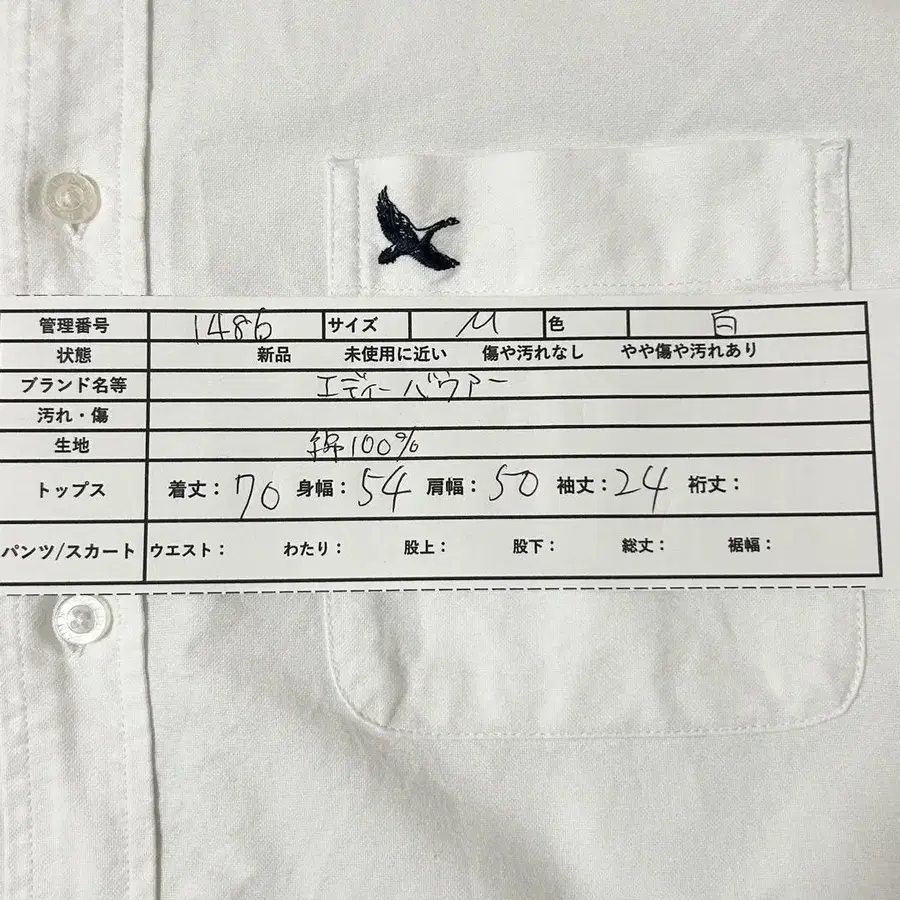 管理番号 1486 サイズ M 色 白
状態 新品 未使用に近い 傷や汚れなし やや傷や汚れあり
ブランド名等 エディーバウアー
汚れ・傷
生地 綿100%
トップス 着丈：70 身幅：54 肩幅：50 袖丈：24 裄丈：
パンツ/スカート ウエスト： わたり： 股上： 股下： 総丈： 裾幅：